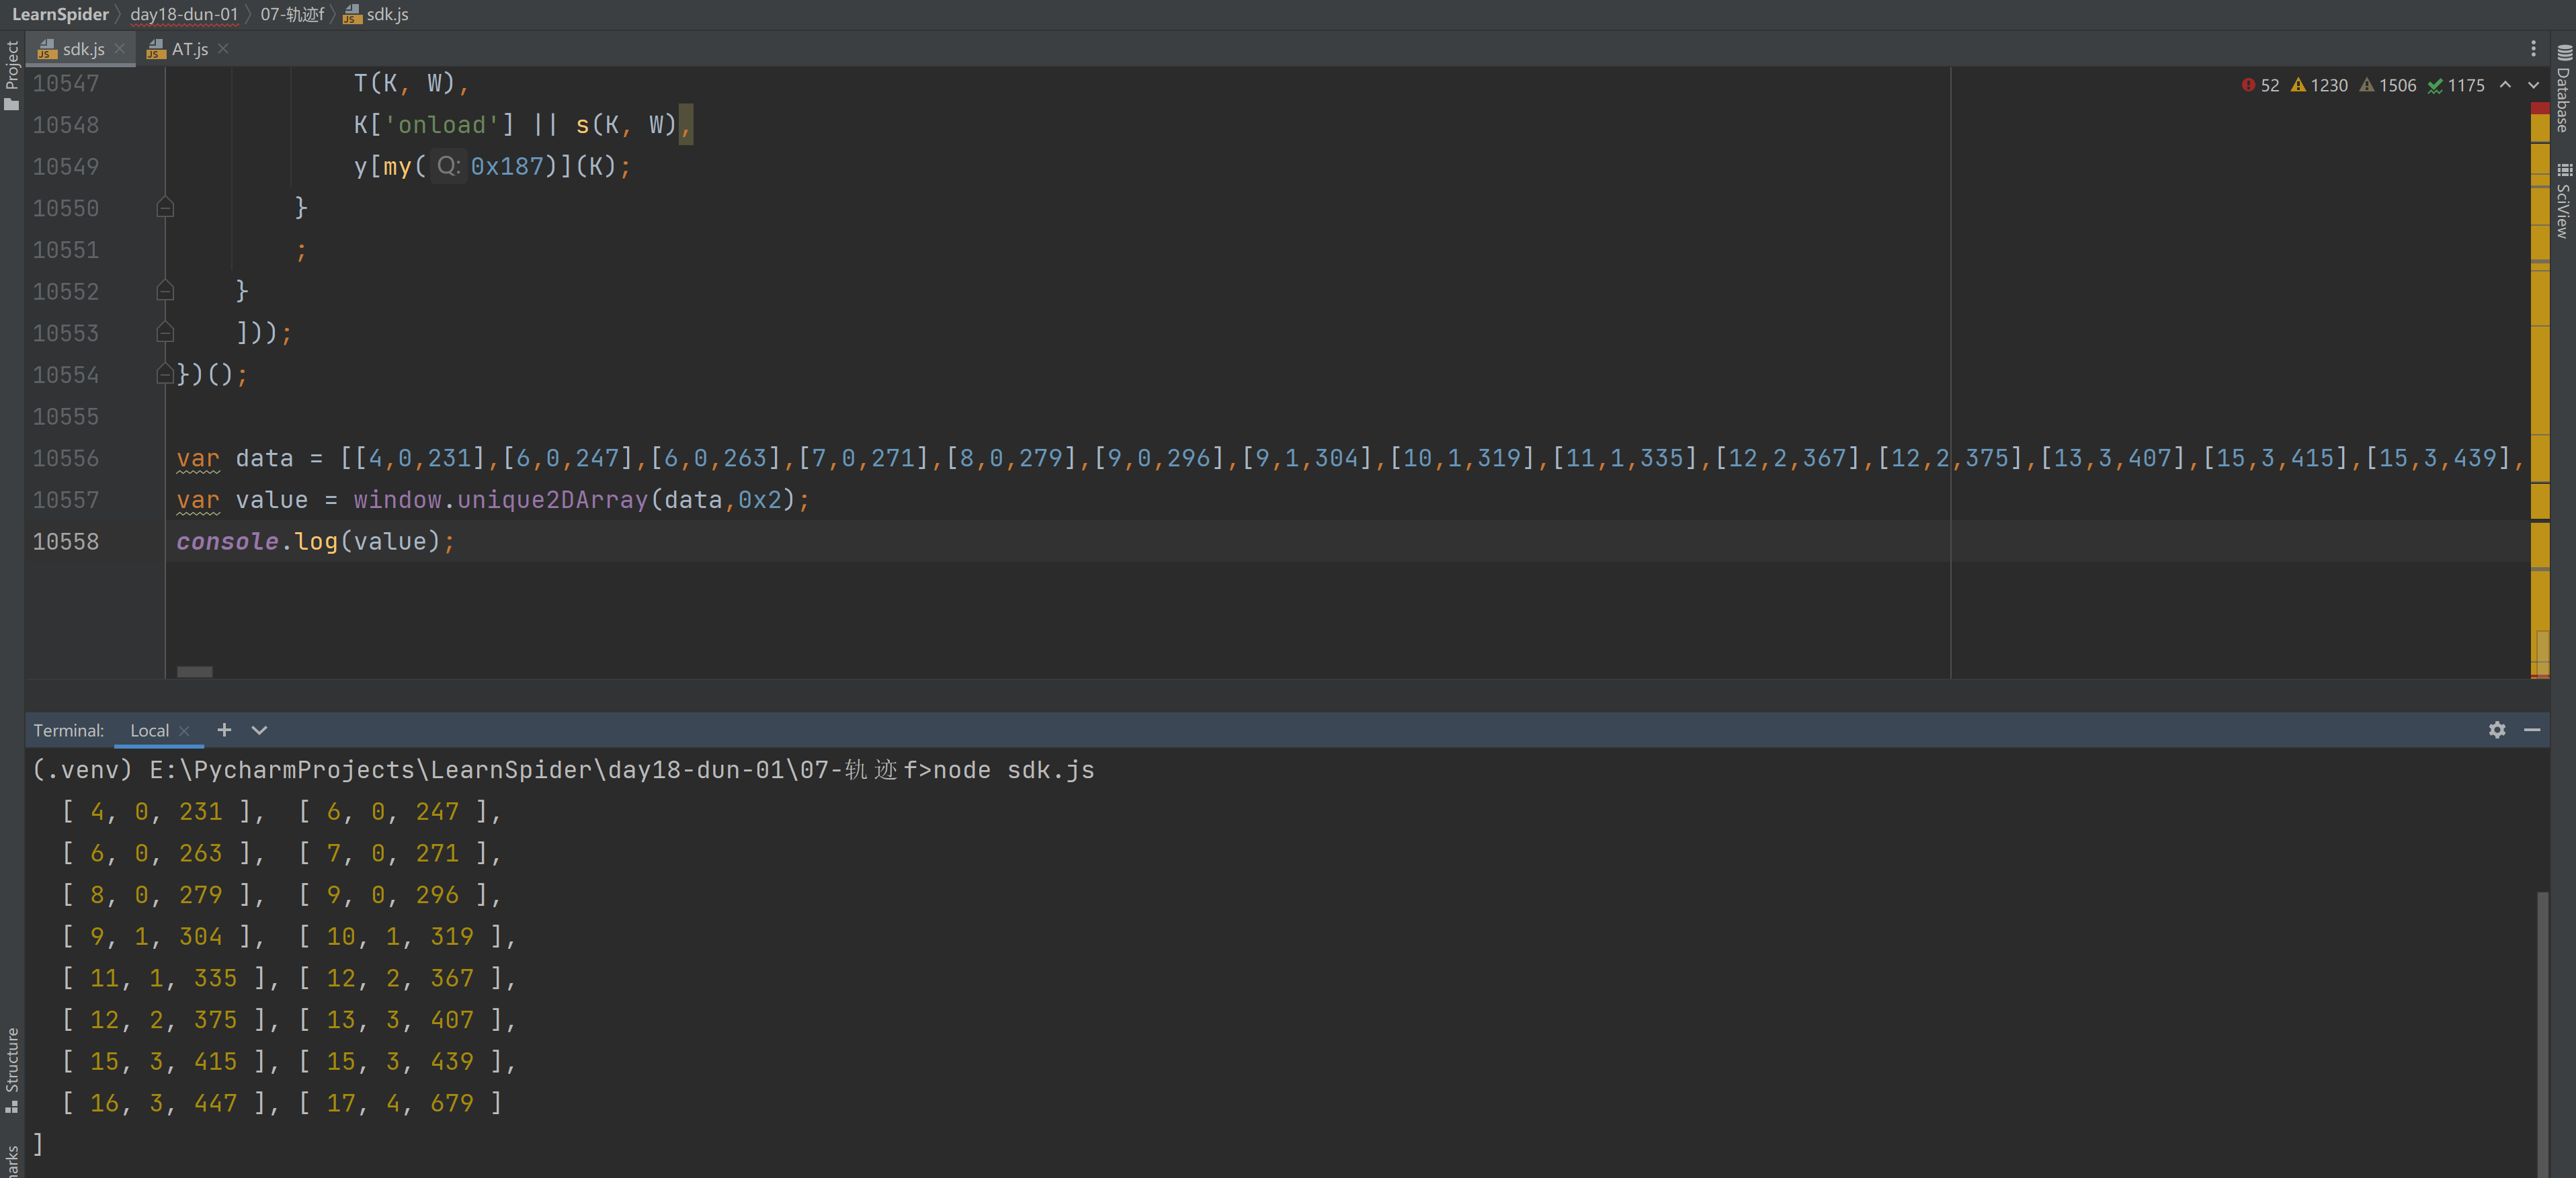 LearnSpider day18-dun-01 07-轨迹f sdk.js
Project
sdk.js AT.js
Database
SciView
52 1230 1506 1175
10547 T(K, W),
10548 K['onload'] || s(K, W),
10549 y[my( Q: 0x187)](K);
10550 }
10551 ;
10552 }
10553 ]));
10554 })();
10555
10556 var data = [[4,0,231],[6,0,247],[6,0,263],[7,0,271],[8,0,279],[9,0,296],[9,1,304],[10,1,319],[11,1,335],[12,2,367],[12,2,375],[13,3,407],[15,3,415],[15,3,439],
10557 var value = window.unique2DArray(data,0x2);
10558 console.log(value);
Terminal: Local
(.venv) E:\PycharmProjects\LearnSpider\day18-dun-01\07-轨迹f>node sdk.js
[ 4, 0, 231 ], [ 6, 0, 247 ],
[ 6, 0, 263 ], [ 7, 0, 271 ],
[ 8, 0, 279 ], [ 9, 0, 296 ],
[ 9, 1, 304 ], [ 10, 1, 319 ],
[ 11, 1, 335 ], [ 12, 2, 367 ],
[ 12, 2, 375 ], [ 13, 3, 407 ],
[ 15, 3, 415 ], [ 15, 3, 439 ],
[ 16, 3, 447 ], [ 17, 4, 679 ]
]
Structure